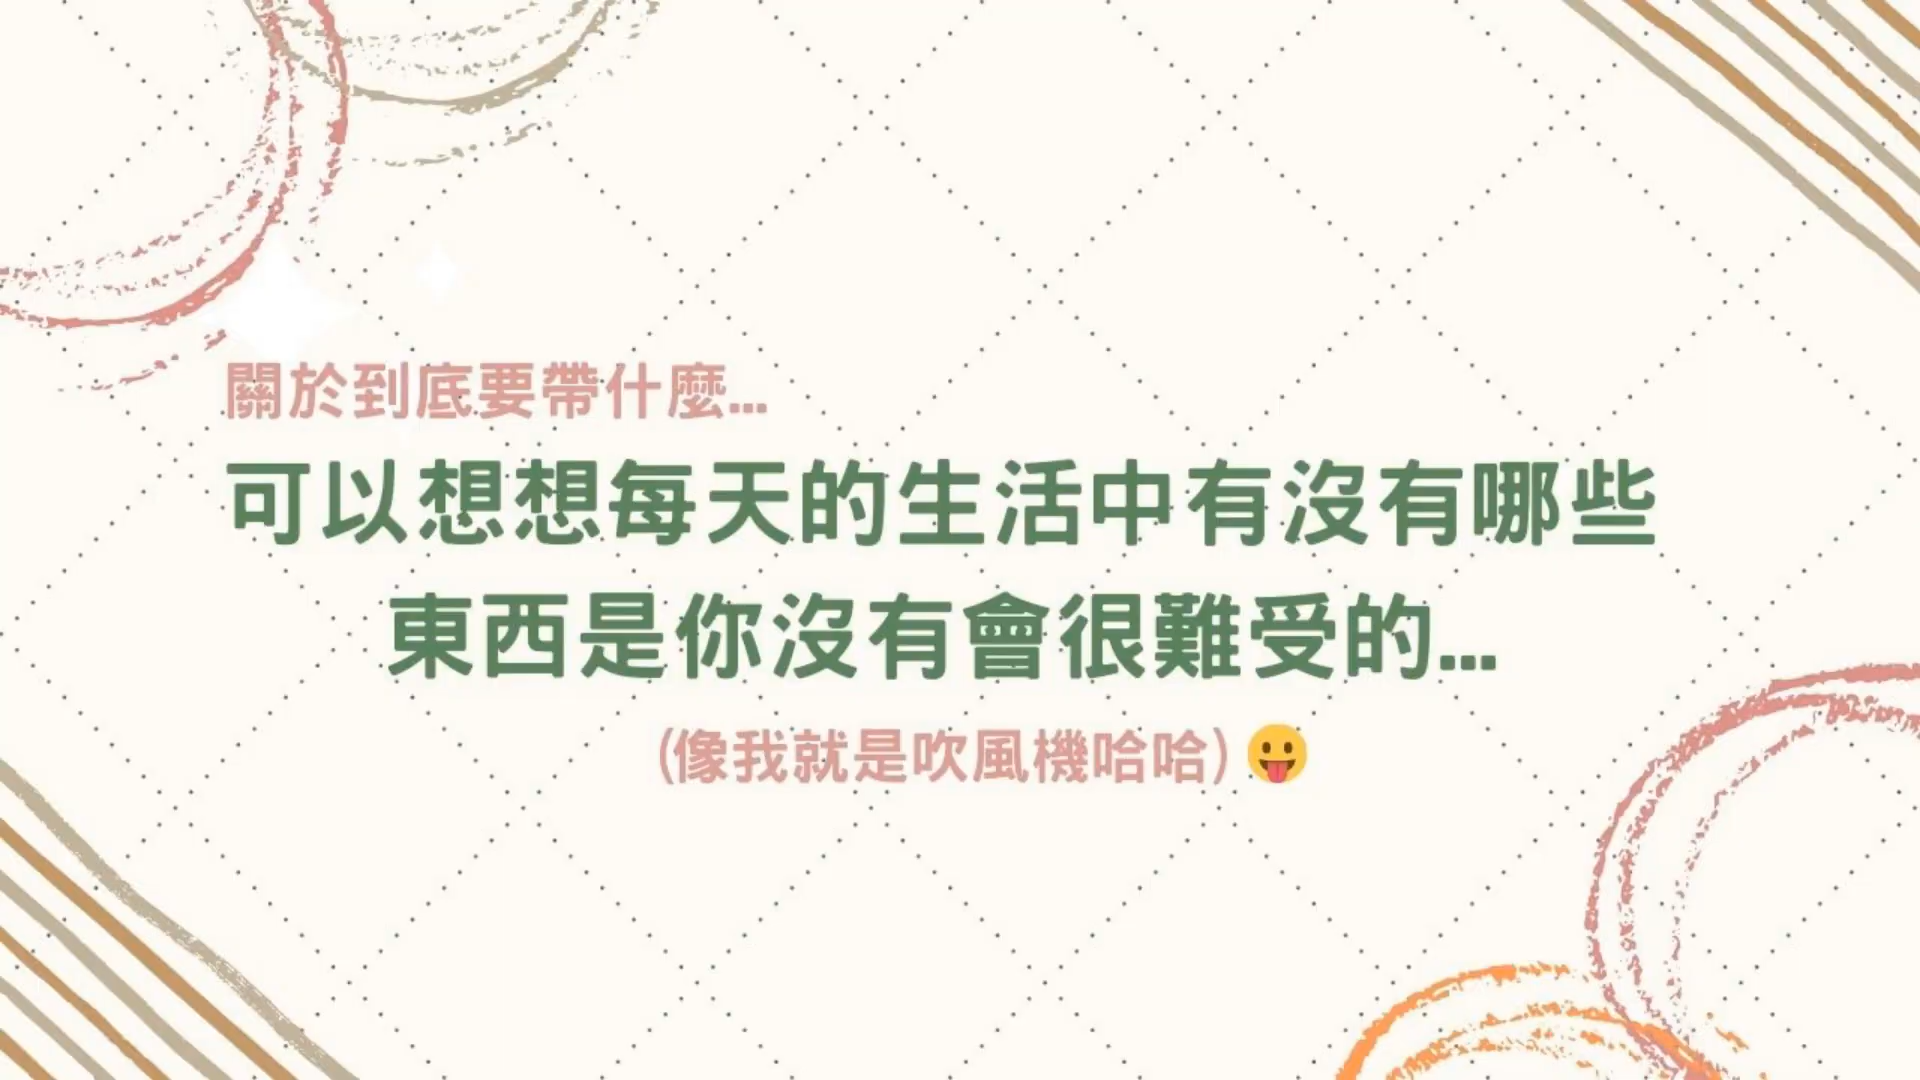 關於到底要帶什麼...
可以想想每天的生活中有沒有哪些
東西是你沒有會很難受的...
(像我就是吹風機哈哈)😛